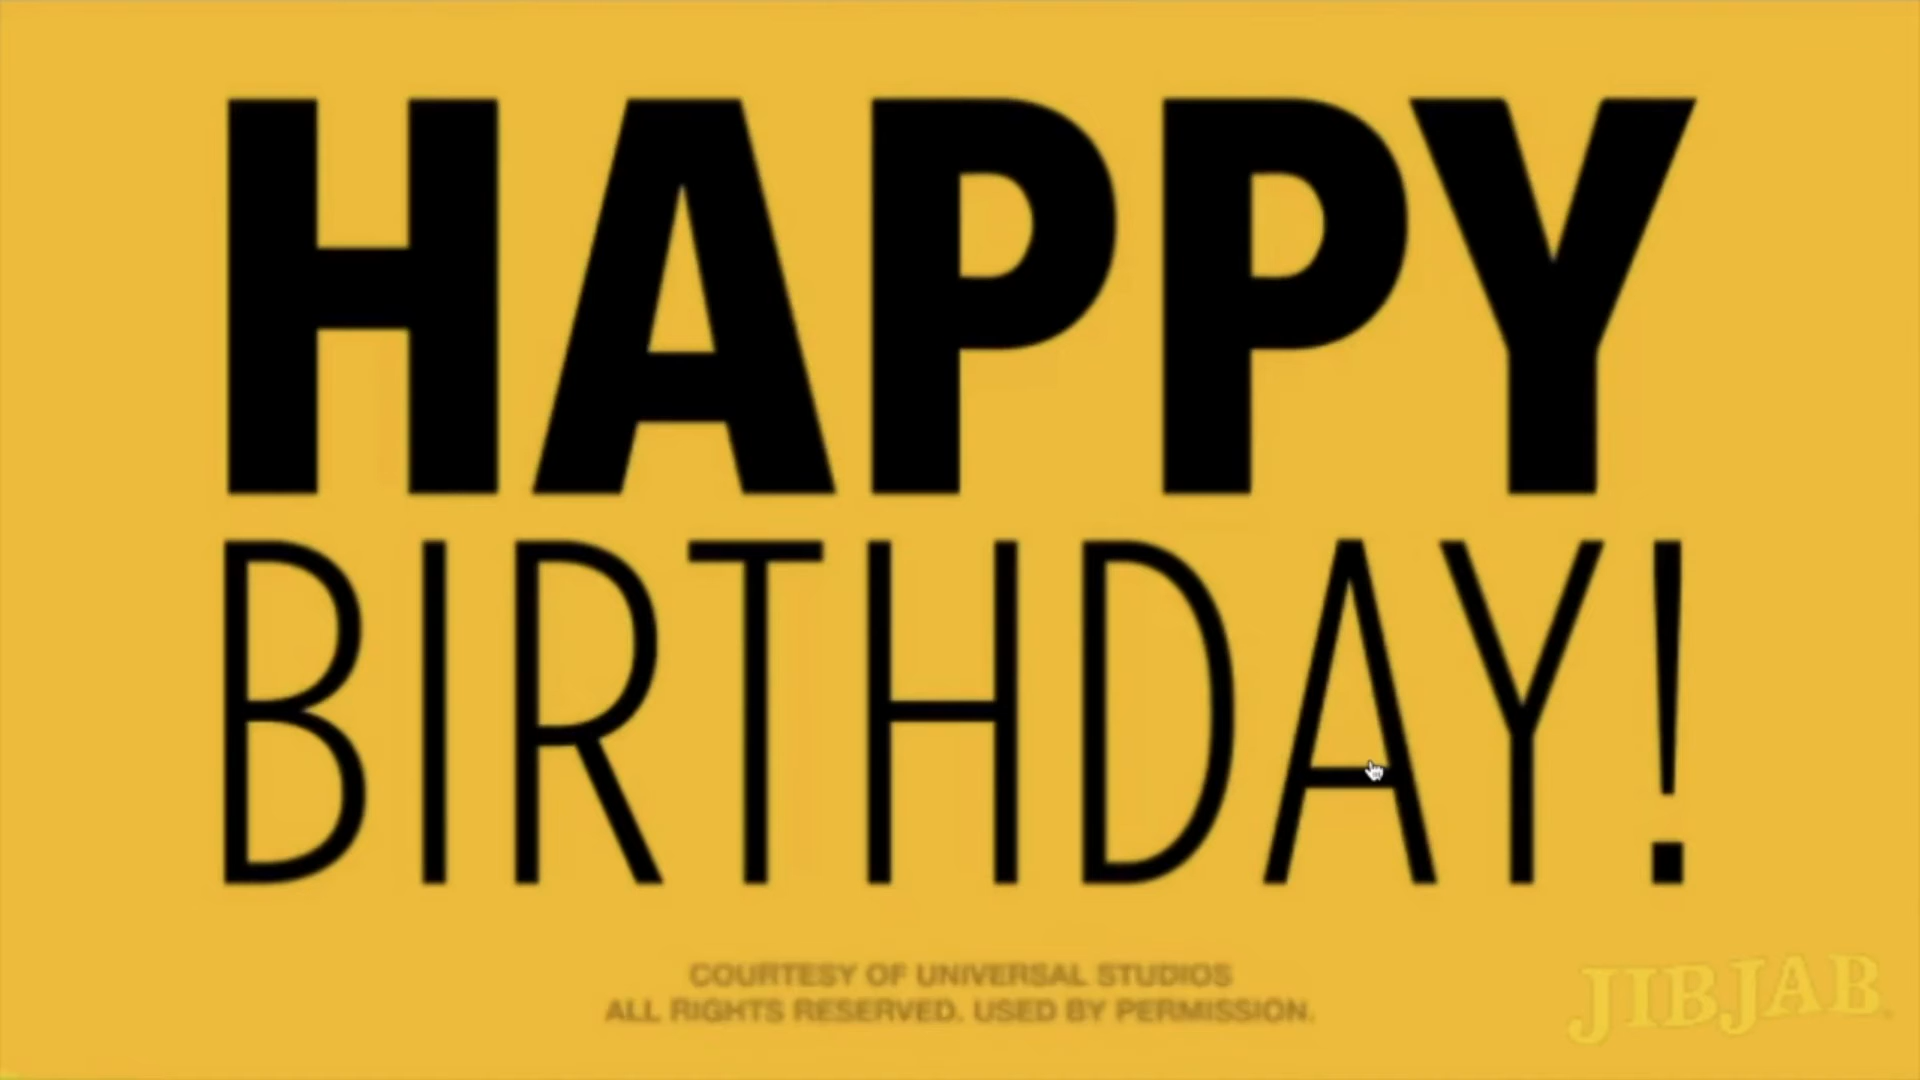 HAPPY
BIRTHDAY!
COURTESY OF UNIVERSAL STUDIOS
ALL RIGHTS RESERVED. USED BY PERMISSION.
JIBJAB